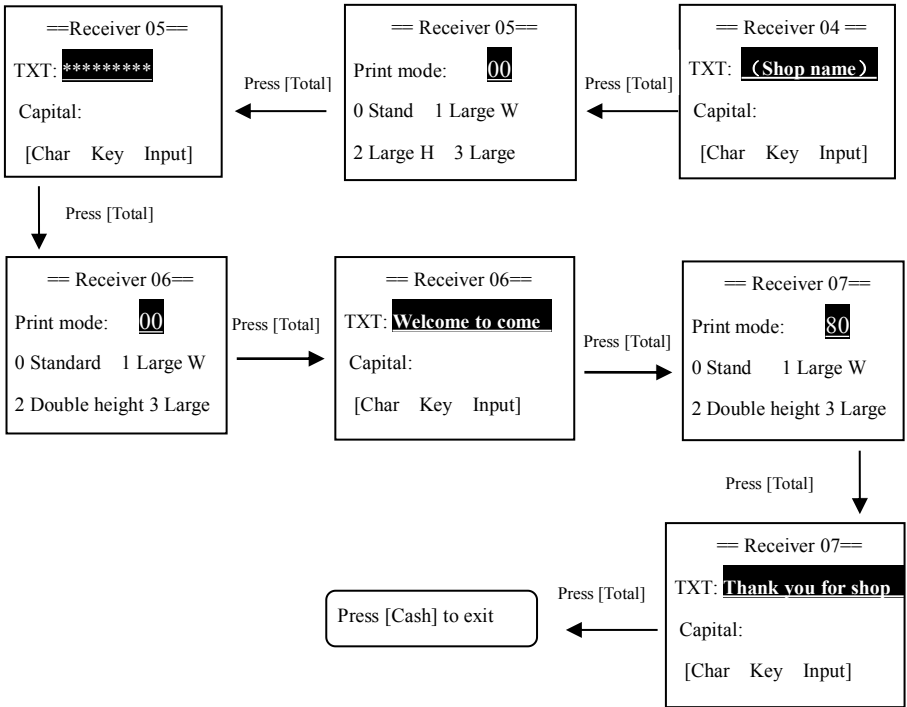 ==Receiver 05==
TXT: *********
Capital:
[Char Key Input]
Press [Total]
== Receiver 05==
Print mode: 00
0 Stand 1 Large W
2 Large H 3 Large
Press [Total]
== Receiver 04 ==
TXT: （Shop name）
Capital:
[Char Key Input]
Press [Total]
== Receiver 06==
Print mode: 00
0 Standard 1 Large W
2 Double height 3 Large
Press [Total]
== Receiver 06==
TXT: Welcome to come
Capital:
[Char Key Input]
Press [Total]
== Receiver 07==
Print mode: 80
0 Stand 1 Large W
2 Double height 3 Large
Press [Total]
== Receiver 07==
TXT: Thank you for shop
Capital:
[Char Key Input]
Press [Total]
Press [Cash] to exit